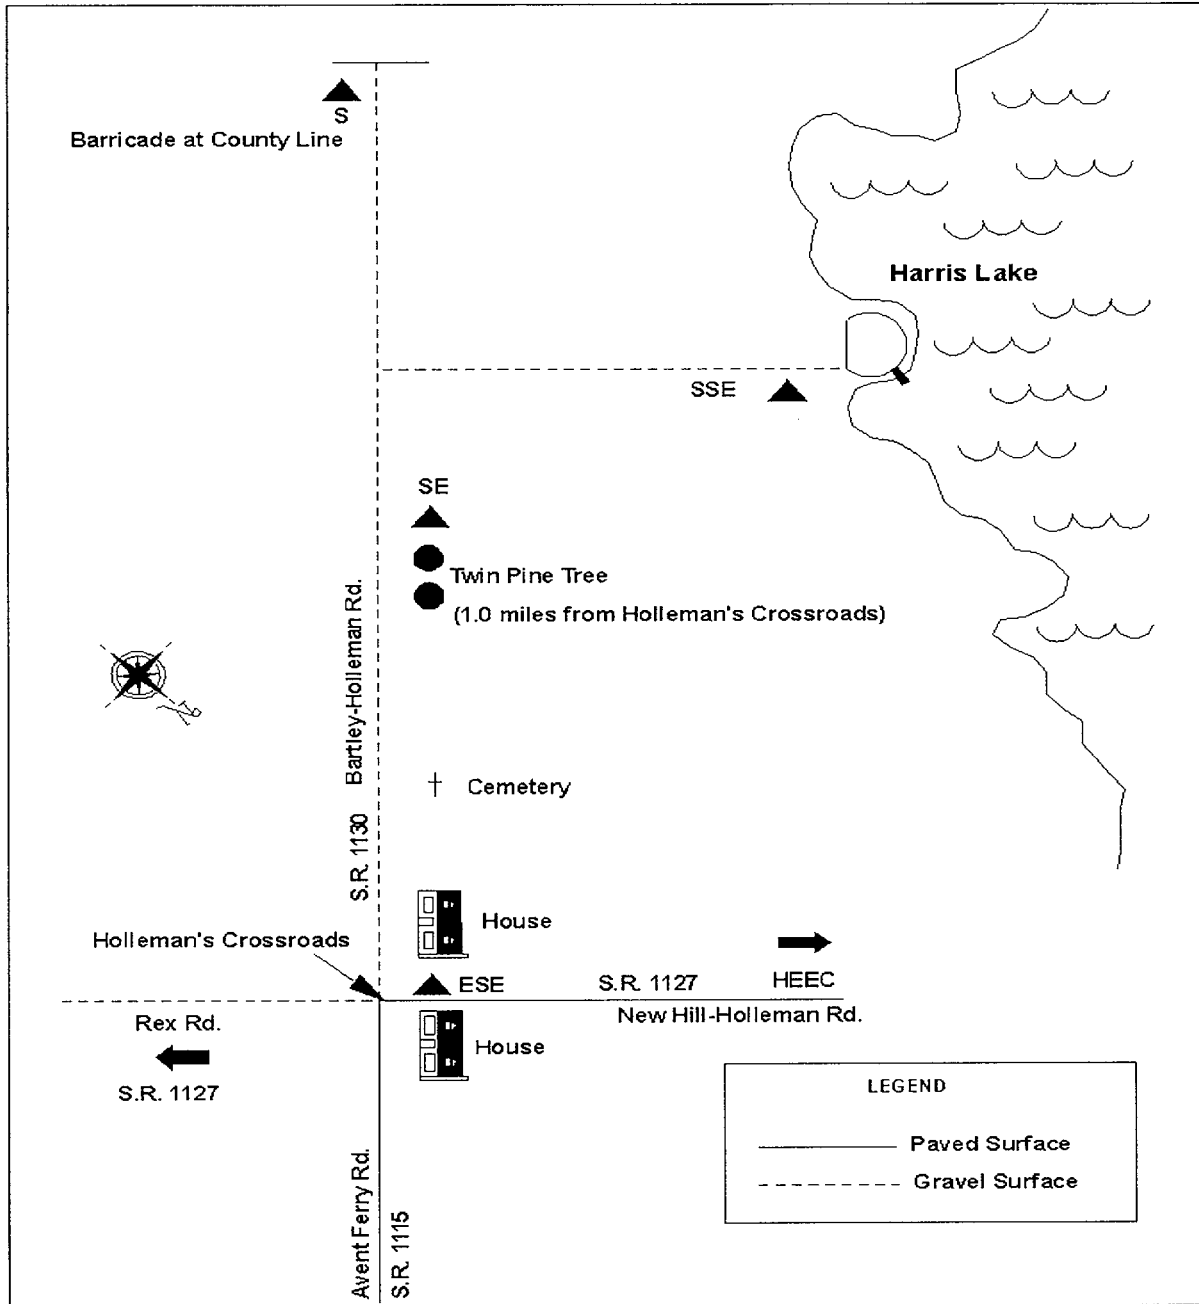 S
Barricade at County Line
Harris Lake
SSE
SE
Twin Pine Tree
(1.0 miles from Holleman's Crossroads)
S.R. 1130 Bartley-Holleman Rd.
Cemetery
House
Holleman's Crossroads
ESE
S.R. 1127
HEEC
New Hill-Holleman Rd.
Rex Rd.
S.R. 1127
House
Avent Ferry Rd.
S.R. 1115
LEGEND
Paved Surface
Gravel Surface